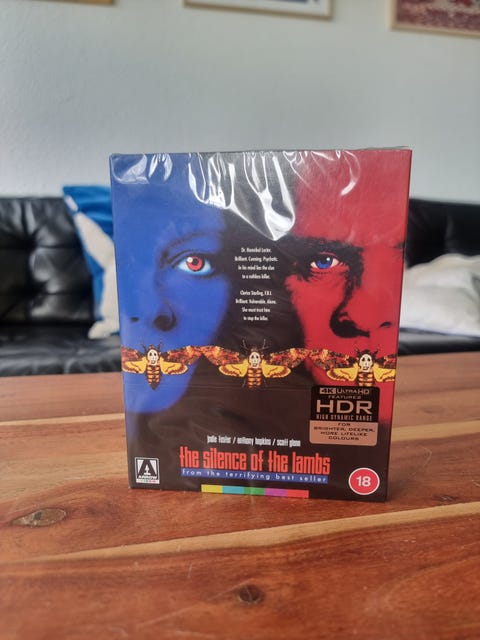 Dr. Hannibal Lecter.
Brilliant. Cunning. Psychotic.
In his mind lies the clue
to a ruthless killer.
Clarice Starling, F.B.I.
Brilliant. Vulnerable. Alone.
She must trust him
to stop the killer.
4K ULTRA HD
FEATURES
HDR
HIGH DYNAMIC RANGE
FOR
BRIGHTER, DEEPER,
MORE LIFELIKE
COLOURS
jodie foster / anthony hopkins / scott glenn
the silence of the lambs
from the terrifying best seller
ARROW
18